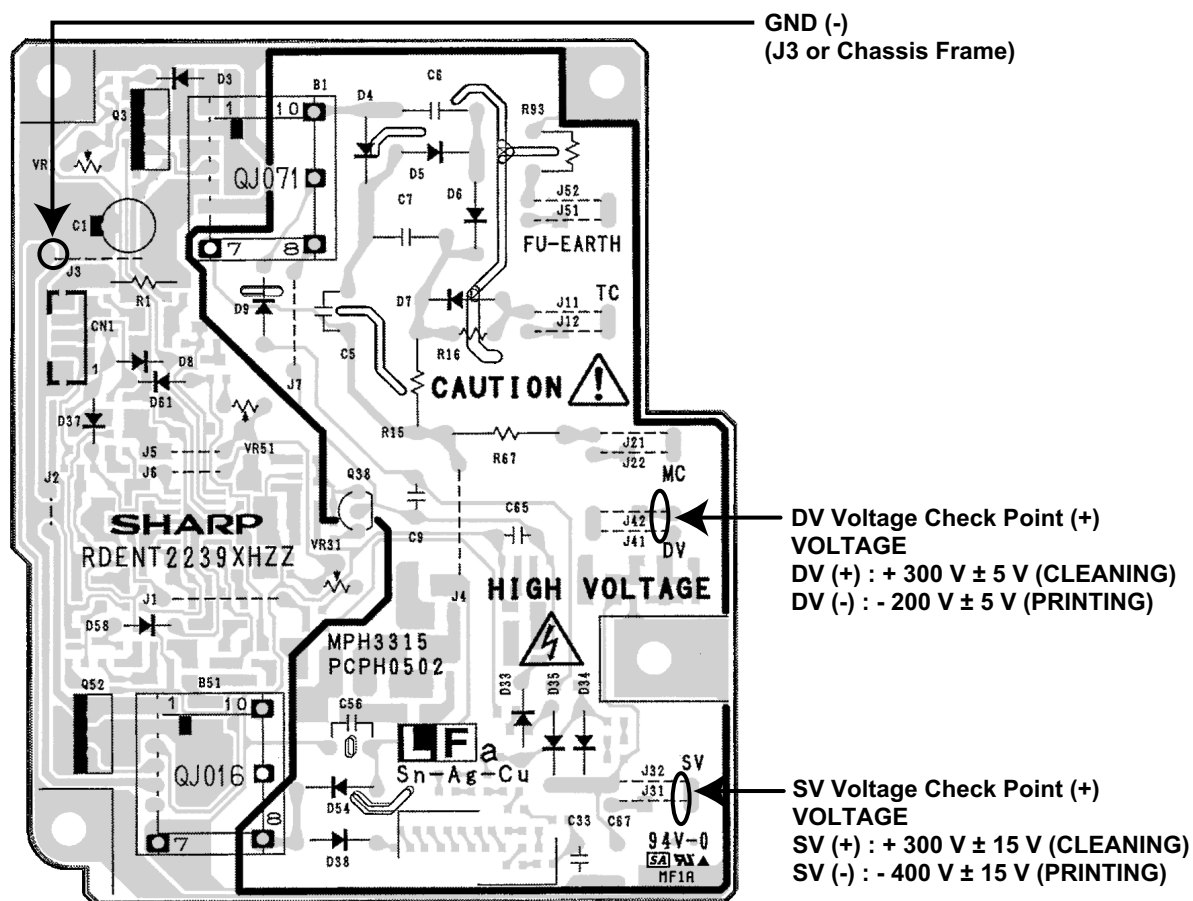 GND (-)
(J3 or Chassis Frame)
D3
B1
D4
C6
Q3
1 10
R93
VR
D5
QJ071
D6
J52
J51
C1
C7
7 8
FU-EARTH
J3
R1
D9
D7
J11
TC
J12
CN1
C5
R16
1
D8
J7
CAUTION
D61
D37
R15
J21
J5
VR51
R67
J22
J6
J2
Q38
MC
C65
J42
SHARP
C9
J41
RDENT2239XHZZ
VR31
DV
DV Voltage Check Point (+)
VOLTAGE
DV (+) : + 300 V ± 5 V (CLEANING)
DV (-) : - 200 V ± 5 V (PRINTING)
J1
J4
HIGH VOLTAGE
D58
MPH3315
PCPH0502
Q52
B51
D33
D35
D34
1 10
C56
LF a
SV
QJ016
Sn-Ag-Cu
J32
J31
D54
8
C33
C67
7
D38
94V-0
MF1A
SV Voltage Check Point (+)
VOLTAGE
SV (+) : + 300 V ± 15 V (CLEANING)
SV (-) : - 400 V ± 15 V (PRINTING)